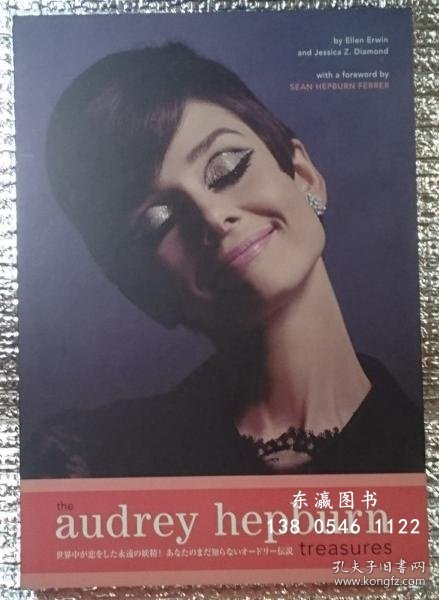 by Ellen Erwin
and Jessica Z. Diamond
with a foreword by
SEAN HEPBURN FERRER
the
audrey hepburn
treasures
世界中が恋をした永遠の妖精! あなたのまだ知らないオードリー伝説
东瀛图书
138 0546 1122
孔夫子旧书网
www.kongfz.com